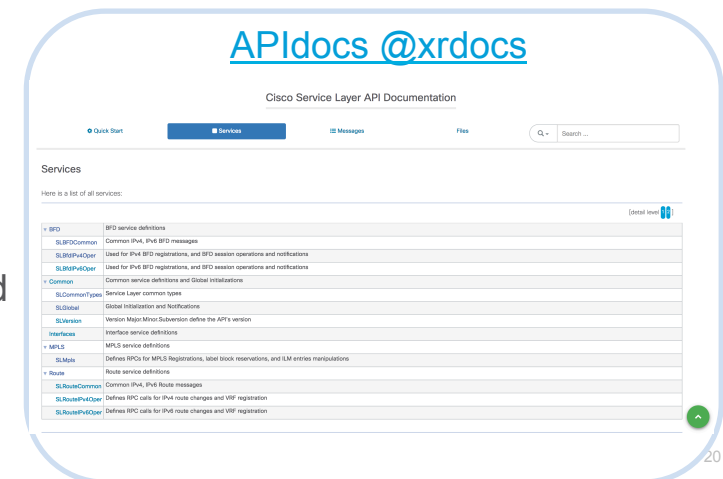 APIdocs @xrdocs
Cisco Service Layer API Documentation
Quick Start Services Messages Files Search ...
Services
Here is a list of all services:
[detail level 1 2]
BFD BFD service definitions
SLBFDCommon Common IPv4, IPv6 BFD messages
SLBfdIPv4Oper Used for IPv4 BFD registrations, and BFD session operations and notifications
SLBfdIPv6Oper Used for IPv6 BFD registrations, and BFD session operations and notifications
Common Common service definitions and Global initializations
SLCommonTypes Service Layer common types
SLGlobal Global Initialization and Notifications
SLVersion Version Major.Minor.Subversion define the API's version
Interfaces Interface service definitions
MPLS MPLS service definitions
SLMpls Defines RPCs for MPLS Registrations, label block reservations, and ILM entries manipulations
Route Route service definitions
SLRouteCommon Common IPv4, IPv6 Route messages
SLRouteIPv4Oper Defines RPC calls for IPv4 route changes and VRF registration
SLRouteIPv6Oper Defines RPC calls for IPv6 route changes and VRF registration
20